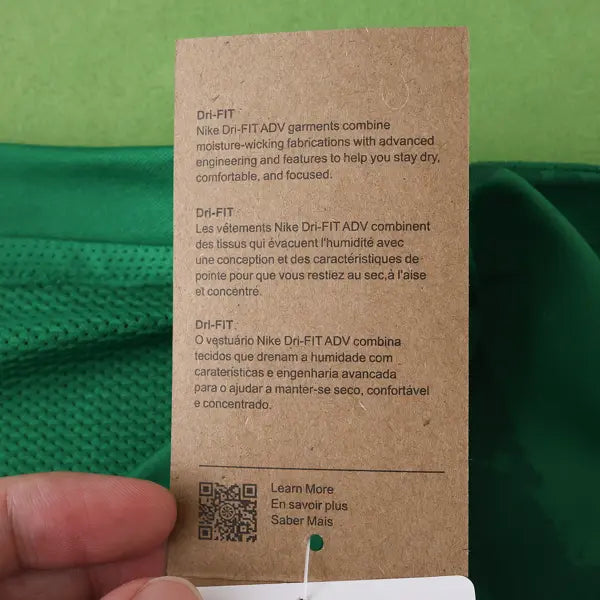 Dri-FIT
Nike Dri-FIT ADV garments combine
moisture-wicking fabrications with advanced
engineering and features to help you stay dry,
comfortable, and focused.
Dri-FIT
Les vêtements Nike Dri-FIT ADV combinent
des tissus qui évacuent l'humidité avec
une conception et des caractéristiques de
pointe pour que vous restiez au sec,à l'aise
et concentré.
Dri-FIT
O vestuário Nike Dri-FIT ADV combina
tecidos que drenam a humidade com
caraterísticas e engenharia avancada
para o ajudar a manter-se seco, confortável
e concentrado.
Learn More
En savoir plus
Saber Mais